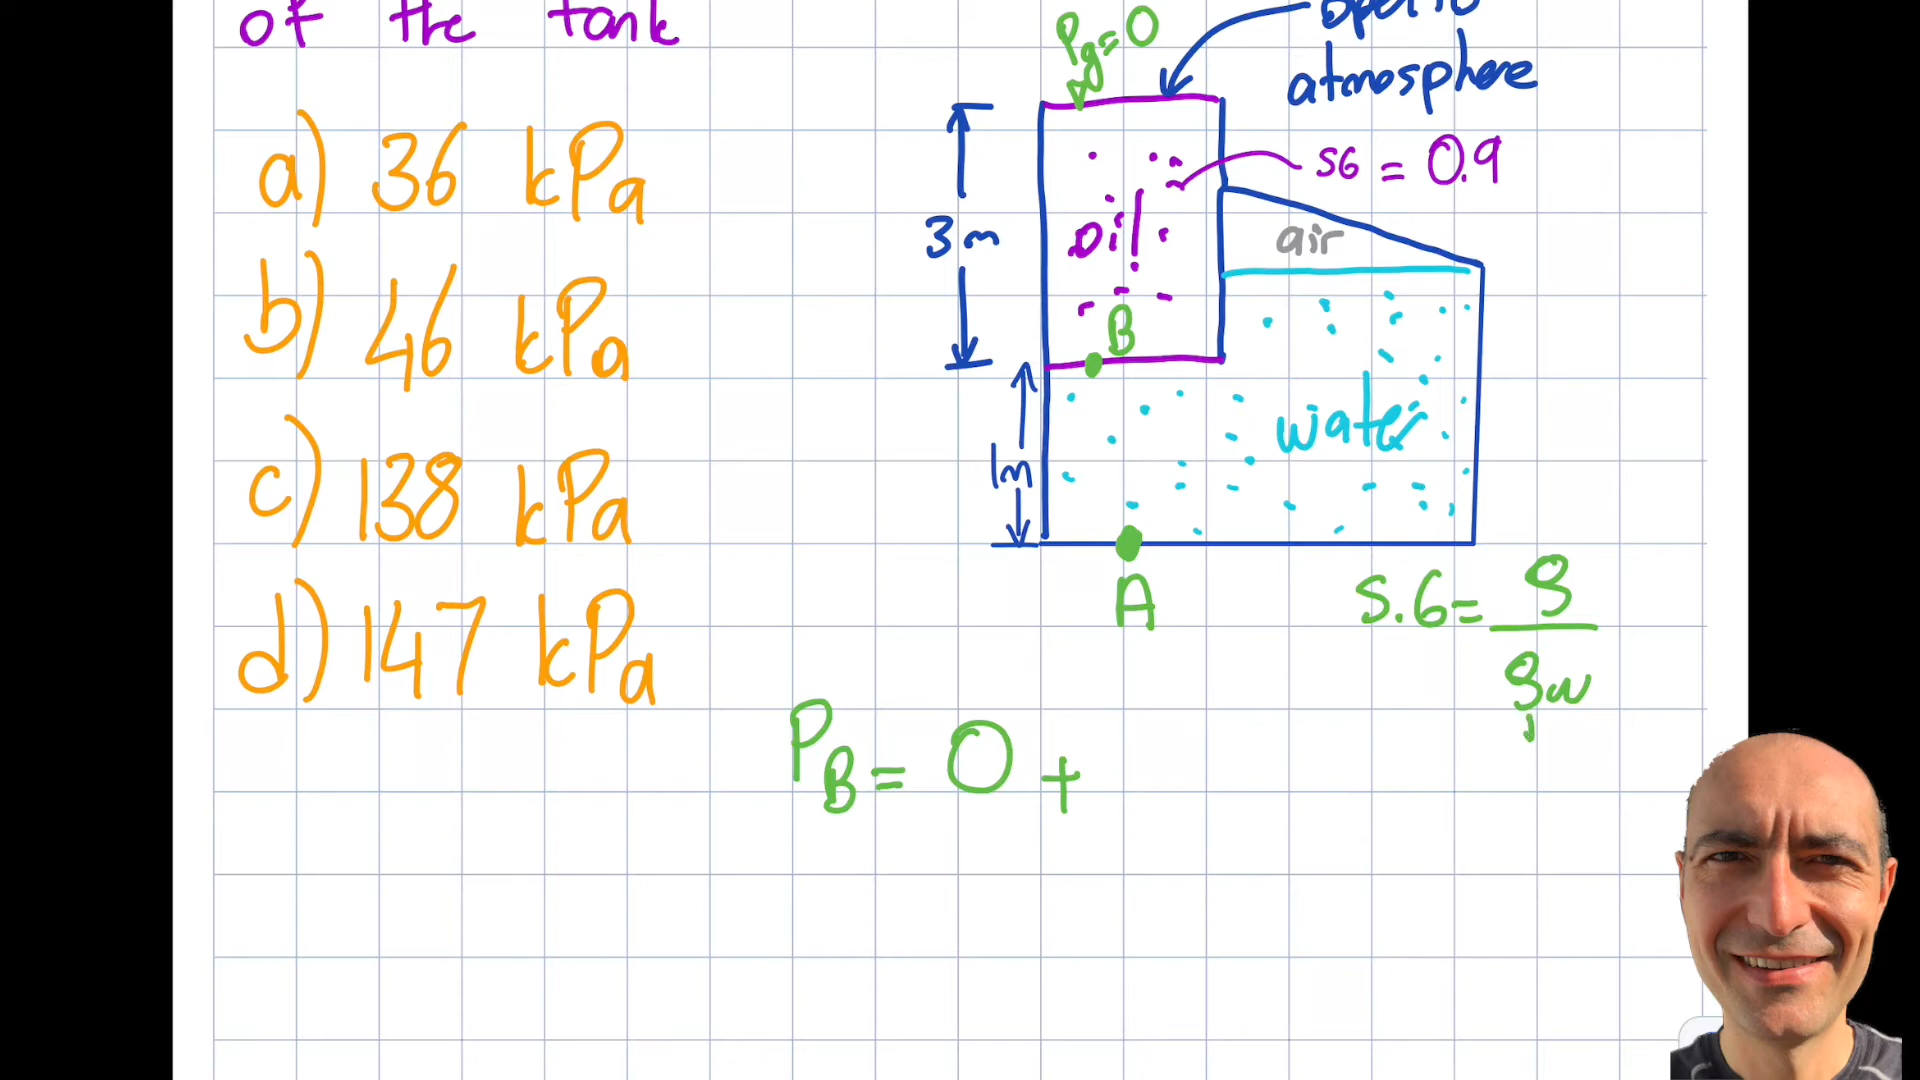 of the tank
a) 36 kPa
b) 46 kPa
c) 138 kPa
d) 147 kPa
Pg=0
atmosphere
SG = 0.9
3m
oil
air
B
water
1m
A
S.G=
ρ
ρw
PB= 0 +